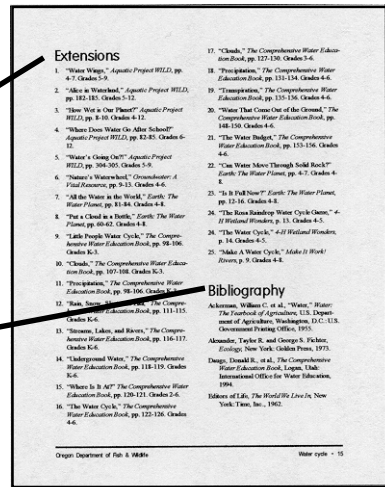 Extensions
1. "Water Wings," Aquatic Project WILD, pp.
4-7. Grades 5-9.
2. "Alice in Waterland," Aquatic Project WILD,
pp. 182-185. Grades 5-12.
3. "How Wet is Our Planet?" Aquatic Project
WILD, pp. 8-10. Grades 4-12.
4. "Where Does Water Go After School?"
Aquatic Project WILD, pp. 82-85. Grades 6-
12.
5. "Water's Going On?!" Aquatic Project
WILD, pp. 304-305. Grades 5-9.
6. "Nature's Waterwheel," Groundwater: A
Vital Resource, pp. 9-13. Grades 4-6.
7. "All the Water in the World," Earth: The
Water Planet, pp. 81-84. Grades 4-8.
8. "Put a Cloud in a Bottle," Earth: The Water
Planet, pp. 60-62. Grades 4-8.
9. "Little People Water Cycle," The Compre-
hensive Water Education Book, pp. 98-106.
Grades K-3.
10. "Clouds," The Comprehensive Water Educa-
tion Book, pp. 107-108. Grades K-3.
11. "Precipitation," The Comprehensive Water
Education Book, pp. 98-106. Grades K-3.
12. "Rain, Snow, The Compre-
hensive Water Education Book, pp. 111-115.
Grades K-6.
13. "Streams, Lakes, and Rivers," The Compre-
hensive Water Education Book, pp. 116-117.
Grades K-6.
14. "Underground Water," The Comprehensive
Water Education Book, pp. 118-119. Grades
K-6.
15. "Where Is It At?" The Comprehensive Water
Education Book, pp. 120-121. Grades 2-6.
16. "The Water Cycle," The Comprehensive
Water Education Book, pp. 122-126. Grades
4-6.
17. "Clouds," The Comprehensive Water Educa-
tion Book, pp. 127-130. Grades 3-6.
18. "Precipitation," The Comprehensive Water
Education Book, pp. 131-134. Grades 4-6.
19. "Transpiration," The Comprehensive Water
Education Book, pp. 135-136. Grades 4-6.
20. "Water That Come Out of the Ground," The
Comprehensive Water Education Book, pp.
148-150. Grades 4-6.
21. "The Water Budget," The Comprehensive
Water Education Book, pp. 153-156. Grades
4-6.
22. "Can Water Move Through Solid Rock?"
Earth: The Water Planet, pp. 4-7. Grades 4-
8.
23. "Is It Full Now?" Earth: The Water Planet,
pp. 12-16. Grades 4-8.
24. "The Ross Raindrop Water Cycle Game," 4-
H Wetland Wonders, p. 13. Grades 4-5.
24. "The Water Cycle," 4-H Wetland Wonders,
p. 14. Grades 4-5.
25. "Make A Water Cycle," Make It Work!
Rivers, p. 9. Grades 4-8.
Bibliography
Ackerman, William C. et al., "Water," Water:
The Yearbook of Agriculture, U.S. Depart-
ment of Agriculture, Washington, D.C.: U.S.
Government Printing Office, 1955.
Alexander, Taylor R. and George S. Fichter,
Ecology, New York: Golden Press, 1973.
Daugs, Donald R., et al., The Comprehensive
Water Education Book, Logan, Utah:
International Office for Water Education,
1994.
Editors of Life, The World We Live In, New
York: Time, Inc., 1962.
Oregon Department of Fish & Wildlife
Water cycle • 15